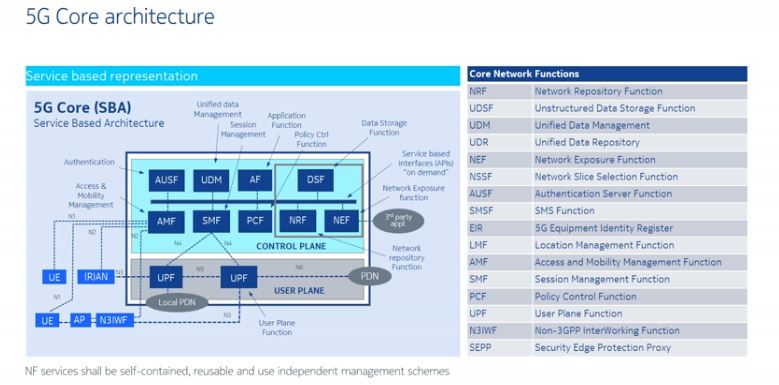 5G Core architecture
Service based representation
5G Core (SBA)
Service Based Architecture
Unified data
Management
Session
Management
Application
Function
Policy Ctrl
Function
Data Storage
Function
Authentication
Service based
interfaces (APIs)
"on demand"
Access &
Mobility
Management
Network Exposure
function
AUSF
UDM
AF
DSF
AMF
SMF
PCF
NRF
NEF
3rd party
appl
N1
N2
N2
N4
N4
CONTROL PLANE
Network
repository
Function
UE
(R)AN
N3
UPF
N9
UPF
N6
PDN
USER PLANE
Local PDN
N1
UE
AP
N3IWF
N3
User Plane
Function
Core Network Functions
NRF Network Repository Function
UDSF Unstructured Data Storage Function
UDM Unified Data Management
UDR Unified Data Repository
NEF Network Exposure Function
NSSF Network Slice Selection Function
AUSF Authentication Server Function
SMSF SMS Function
EIR 5G Equipment Identity Register
LMF Location Management Function
AMF Access and Mobility Management Function
SMF Session Management Function
PCF Policy Control Function
UPF User Plane Function
N3IWF Non-3GPP InterWorking Function
SEPP Security Edge Protection Proxy
NF services shall be self-contained, reusable and use independent management schemes